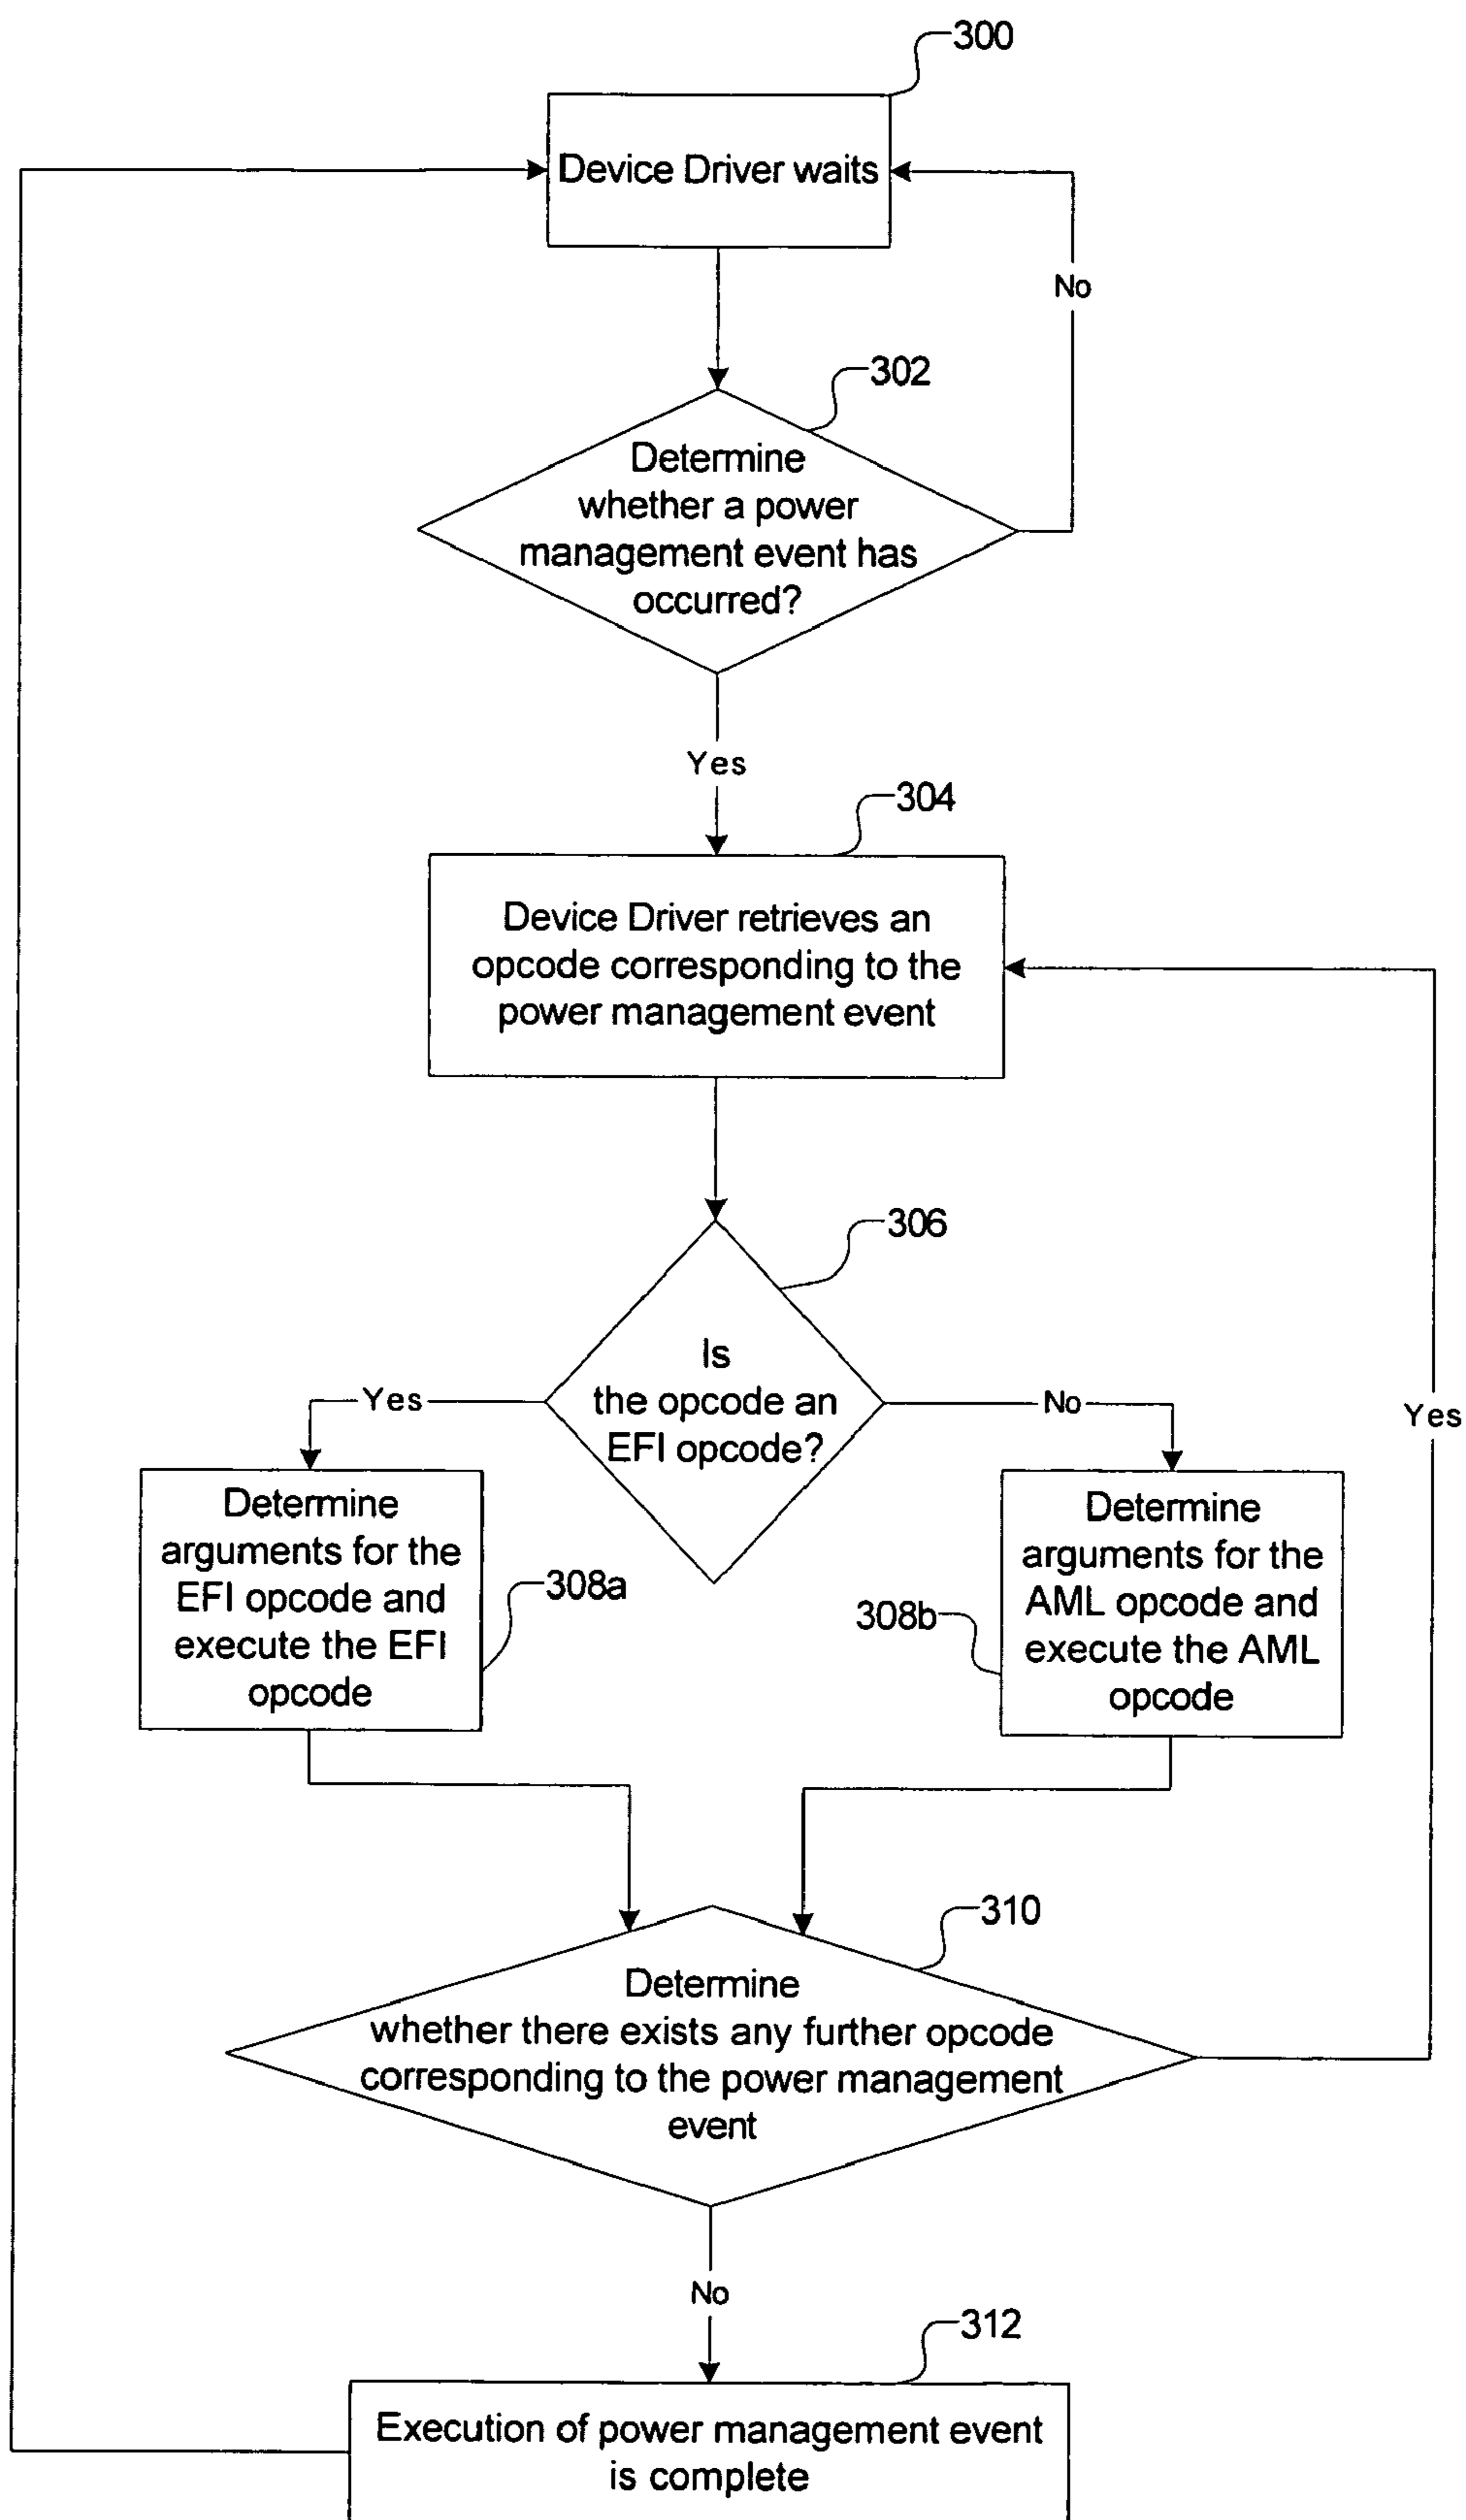 300
Device Driver waits
No
302
Determine
whether a power
management event has
occurred?
Yes
304
Device Driver retrieves an
opcode corresponding to the
power management event
306
Is
the opcode an
EFI opcode?
Yes
No
Yes
Determine
arguments for the
EFI opcode and
execute the EFI
opcode
308a
Determine
arguments for the
AML opcode and
execute the AML
opcode
308b
310
Determine
whether there exists any further opcode
corresponding to the power management
event
No
312
Execution of power management event
is complete